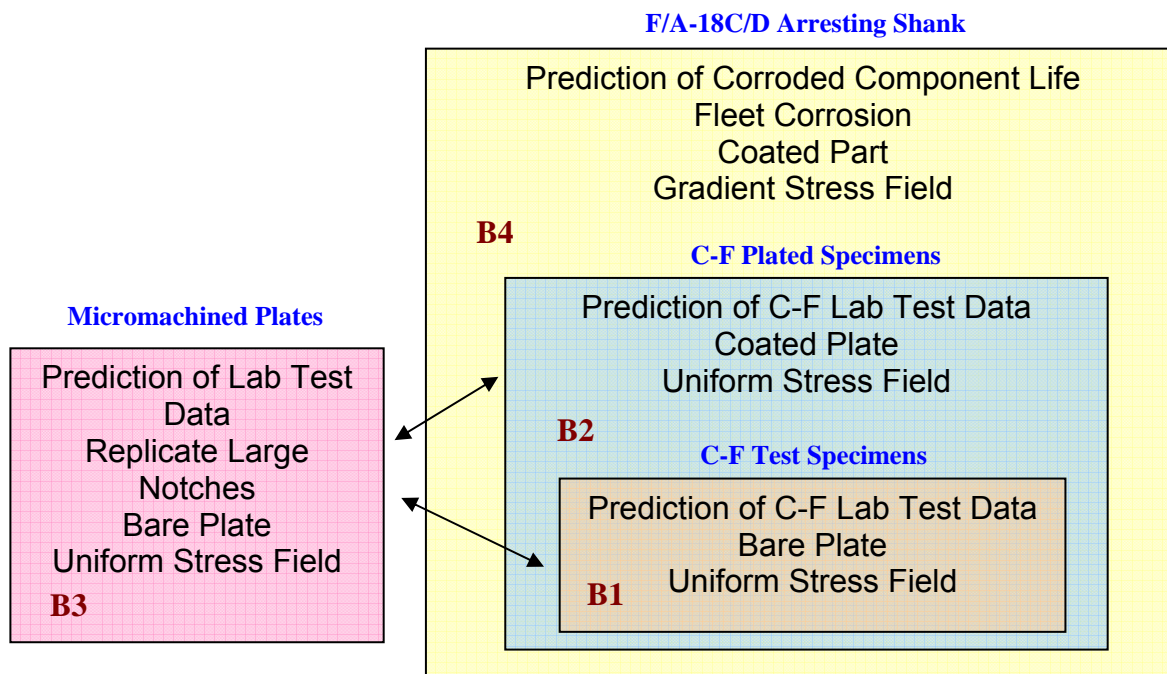 F/A-18C/D Arresting Shank
Prediction of Corroded Component Life
Fleet Corrosion
Coated Part
Gradient Stress Field
B4
C-F Plated Specimens
Prediction of C-F Lab Test Data
Coated Plate
Uniform Stress Field
B2
C-F Test Specimens
Prediction of C-F Lab Test Data
Bare Plate
Uniform Stress Field
B1
Micromachined Plates
Prediction of Lab Test
Data
Replicate Large
Notches
Bare Plate
Uniform Stress Field
B3